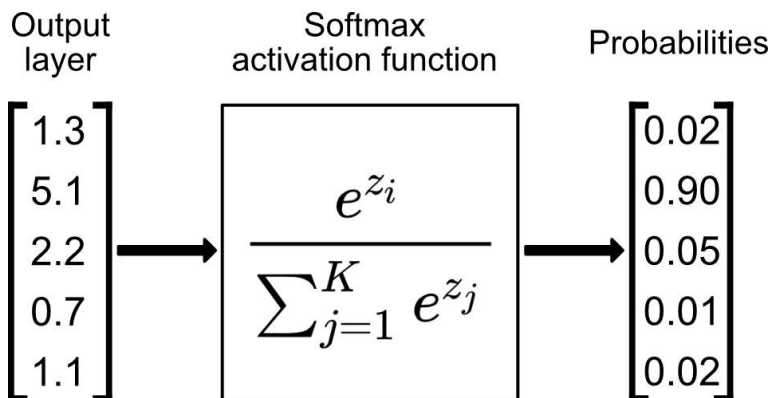 Output
layer
Softmax
activation function
Probabilities
1.3
5.1
2.2
0.7
1.1
e^{z_i}
∑_{j=1}^{K} e^{z_j}
0.02
0.90
0.05
0.01
0.02